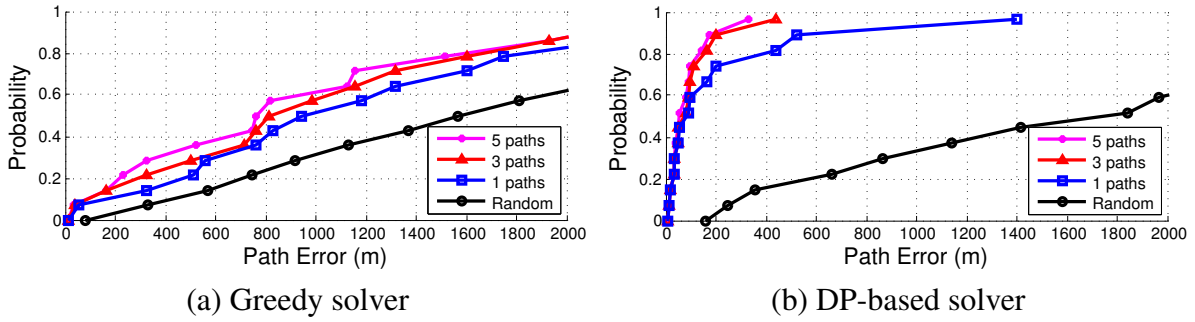 1
0.8
0.6
0.4
0.2
0
Probability
0 200 400 600 800 1000 1200 1400 1600 1800 2000
Path Error (m)
5 paths
3 paths
1 paths
Random
(a) Greedy solver
1
0.8
0.6
0.4
0.2
0
Probability
0 200 400 600 800 1000 1200 1400 1600 1800 2000
Path Error (m)
5 paths
3 paths
1 paths
Random
(b) DP-based solver